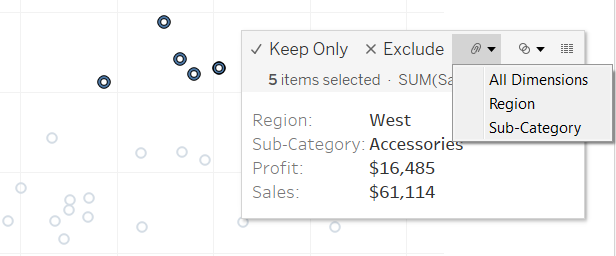 ✓ Keep Only ✕ Exclude
5 items selected · SUM(Sa
All Dimensions
Region
Sub-Category
Region: West
Sub-Category: Accessories
Profit: $16,485
Sales: $61,114